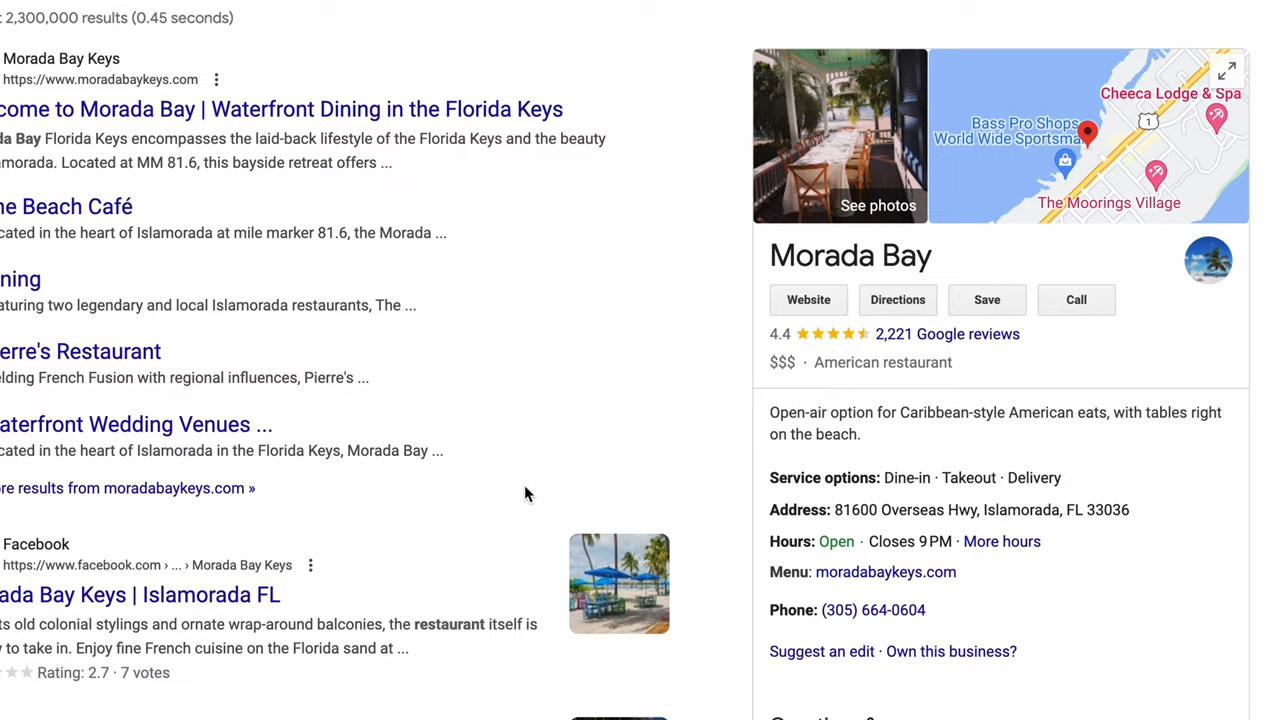 2,300,000 results (0.45 seconds)
Morada Bay Keys
https://www.moradabaykeys.com
come to Morada Bay | Waterfront Dining in the Florida Keys
da Bay Florida Keys encompasses the laid-back lifestyle of the Florida Keys and the beauty
amorada. Located at MM 81.6, this bayside retreat offers ...
ne Beach Café
cated in the heart of Islamorada at mile marker 81.6, the Morada ...
ning
aturing two legendary and local Islamorada restaurants, The ...
erre's Restaurant
elding French Fusion with regional influences, Pierre's ...
aterfront Wedding Venues ...
cated in the heart of Islamorada in the Florida Keys, Morada Bay ...
re results from moradabaykeys.com »
Facebook
https://www.facebook.com › ... › Morada Bay Keys
ada Bay Keys | Islamorada FL
ts old colonial stylings and ornate wrap-around balconies, the restaurant itself is
y to take in. Enjoy fine French cuisine on the Florida sand at ...
Rating: 2.7 · 7 votes
See photos
Cheeca Lodge & Spa
1
Bass Pro Shops
World Wide Sportsma
The Moorings Village
Morada Bay
Website Directions Save Call
4.4 2,221 Google reviews
$$$ · American restaurant
Open-air option for Caribbean-style American eats, with tables right
on the beach.
Service options: Dine-in · Takeout · Delivery
Address: 81600 Overseas Hwy, Islamorada, FL 33036
Hours: Open · Closes 9 PM · More hours
Menu: moradabaykeys.com
Phone: (305) 664-0604
Suggest an edit · Own this business?